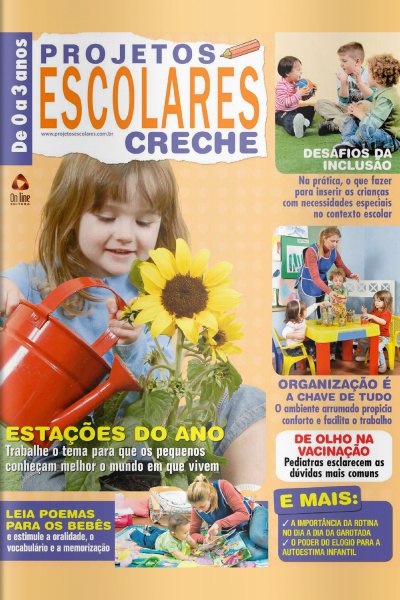 De 0 a 3 anos
PROJETOS
ESCOLARES
CRECHE
www.projetosescolares.com.br
On line
EDITORA
DESAFIOS DA
INCLUSÃO
Na prática, o que fazer
para inserir as crianças
com necessidades especiais
no contexto escolar
ORGANIZAÇÃO É
A CHAVE DE TUDO
O ambiente arrumado propicia
conforto e facilita o trabalho
ESTAÇÕES DO ANO
Trabalhe o tema para que os pequenos
conheçam melhor o mundo em que vivem
DE OLHO NA
VACINAÇÃO
Pediatras esclarecem as
dúvidas mais comuns
LEIA POEMAS
PARA OS BEBÊS
e estimule a oralidade, o
vocabulário e a memorização
E MAIS:
✓ A IMPORTÂNCIA DA ROTINA
NO DIA A DIA DA GAROTADA
✓ O PODER DO ELOGIO PARA A
AUTOESTIMA INFANTIL